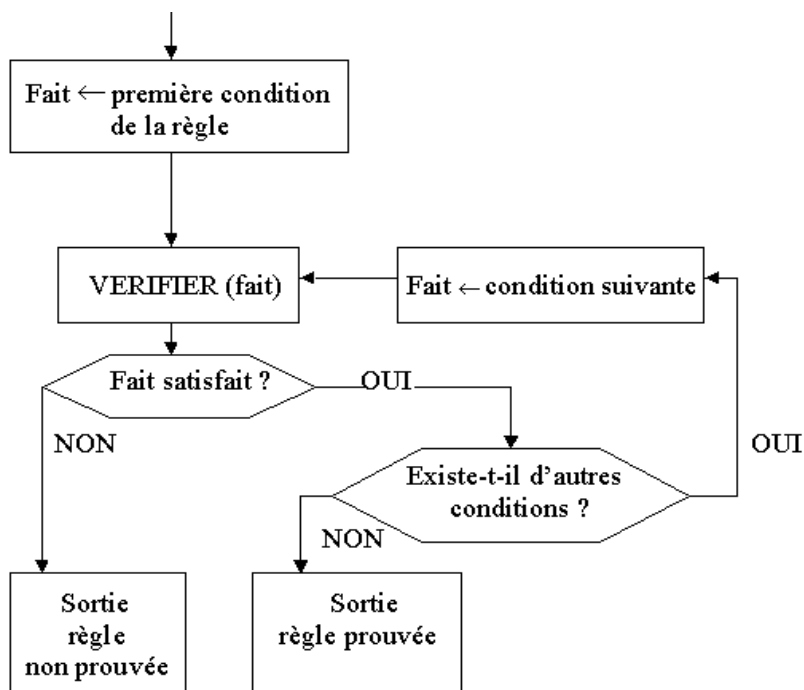 Fait ← première condition
de la règle
VERIFIER (fait)
Fait ← condition suivante
Fait satisfait ?
OUI
NON
OUI
Existe-t-il d’autres
conditions ?
NON
Sortie
règle
non prouvée
Sortie
règle prouvée